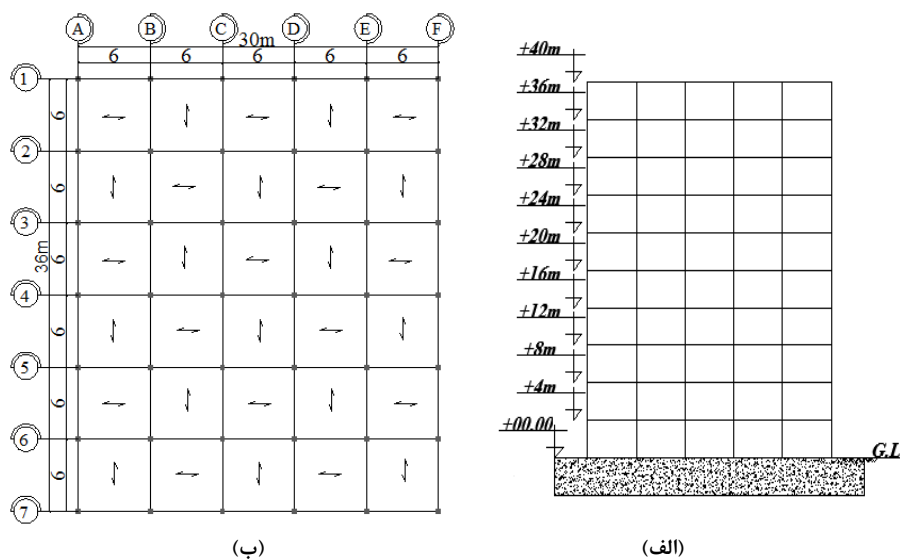 A B C D E F
30m
6 6 6 6 6
1
2
3
4
5
6
7
6
6
6
6
6
6
36m
(ب)
+40m
+36m
+32m
+28m
+24m
+20m
+16m
+12m
+8m
+4m
+00.00
G.L
(الف)